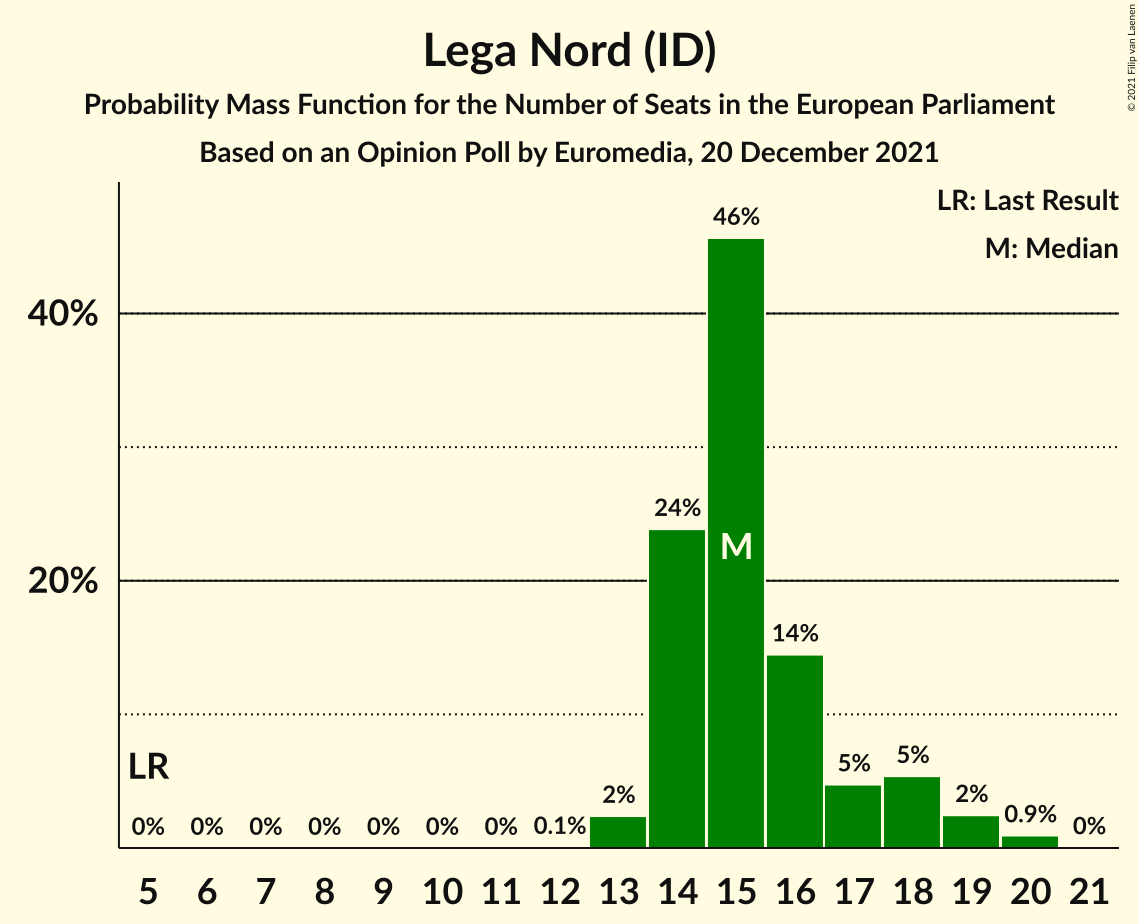 Lega Nord (ID)
Probability Mass Function for the Number of Seats in the European Parliament
Based on an Opinion Poll by Euromedia, 20 December 2021
© 2021 Filip van Laenen
LR: Last Result
M: Median
46%
40%
24%
M
20%
14%
LR
5%
5%
2%
2%
0.9%
0%
0%
0%
0%
0%
0%
0%
0.1%
0%
5 6 7 8 9 10 11 12 13 14 15 16 17 18 19 20 21